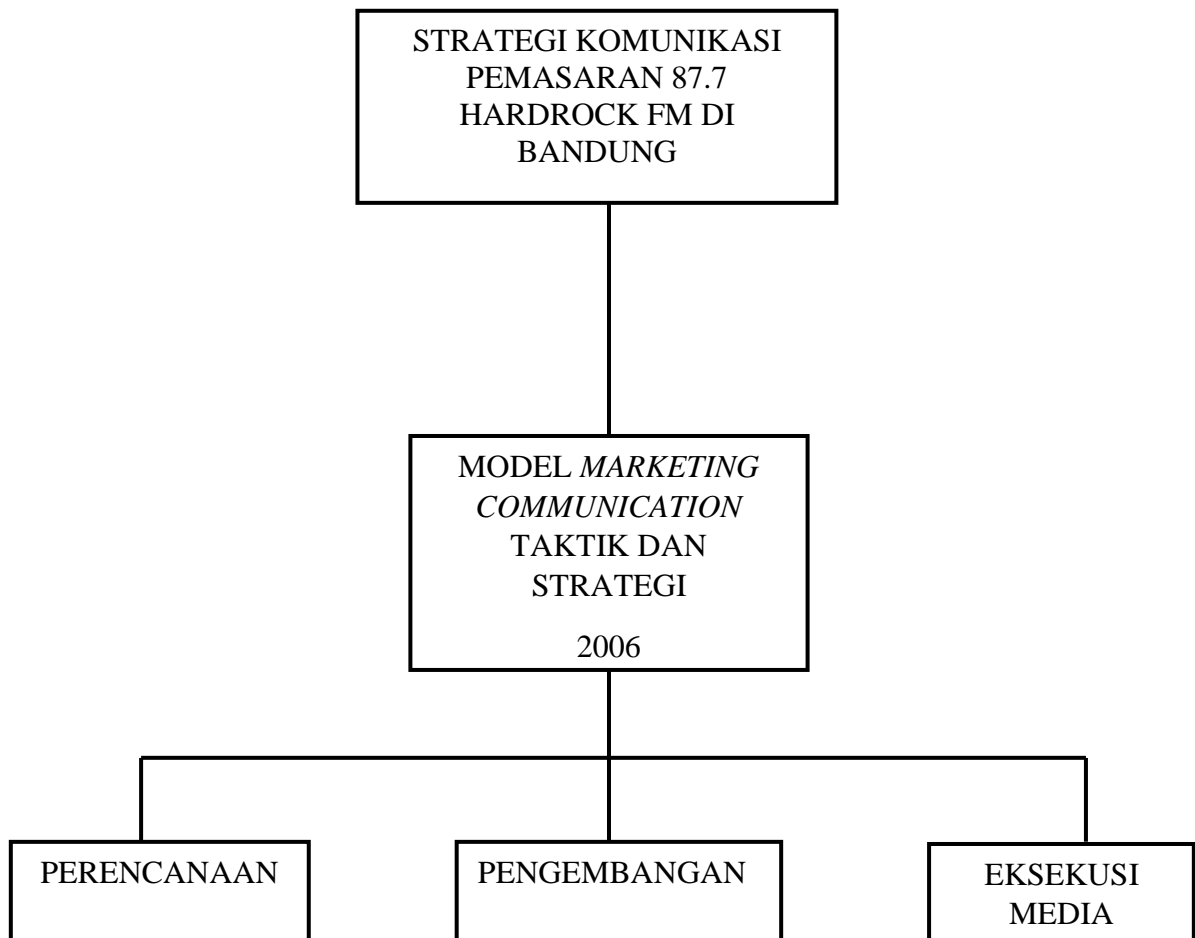 STRATEGI KOMUNIKASI
PEMASARAN 87.7
HARDROCK FM DI
BANDUNG
MODEL MARKETING
COMMUNICATION
TAKTIK DAN
STRATEGI
2006
PERENCANAAN
PENGEMBANGAN
EKSEKUSI
MEDIA